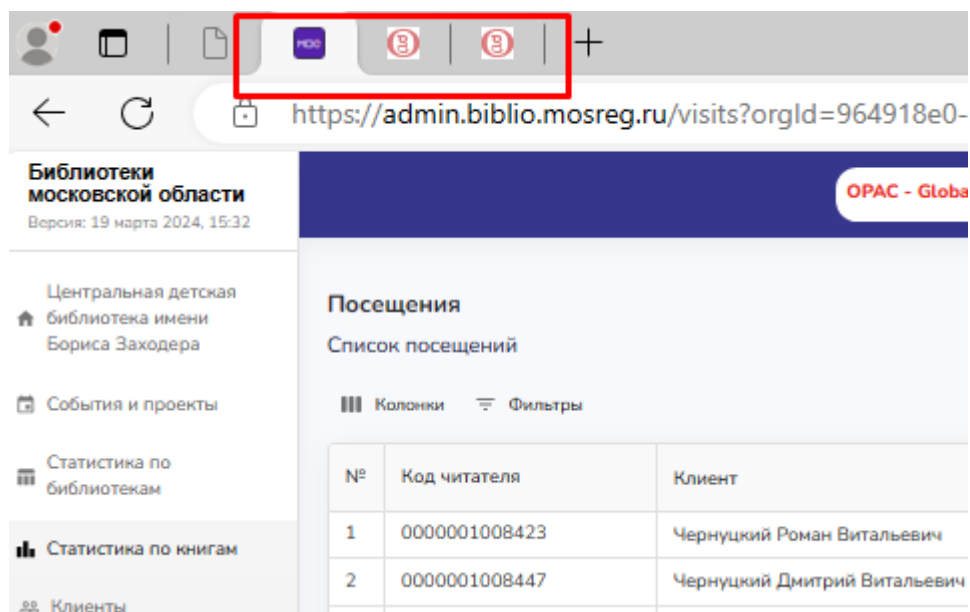 МОС
https://admin.biblio.mosreg.ru/visits?orgId=964918e0-
Библиотеки
московской области
Версия: 19 марта 2024, 15:32
OPAC - Globa
Центральная детская
библиотека имени
Бориса Заходера
События и проекты
Статистика по
библиотекам
Статистика по книгам
Клиенты
Посещения
Список посещений
Колонки Фильтры
№ Код читателя Клиент
1 0000001008423 Чернуцкий Роман Витальевич
2 0000001008447 Чернуцкий Дмитрий Витальевич